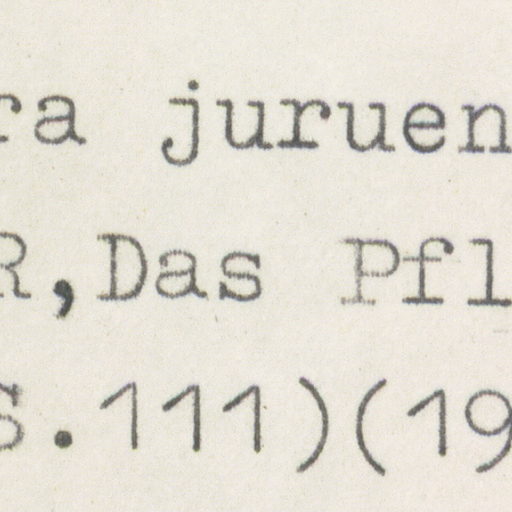 ra juruen
R,Das Pfl
S.111)(19